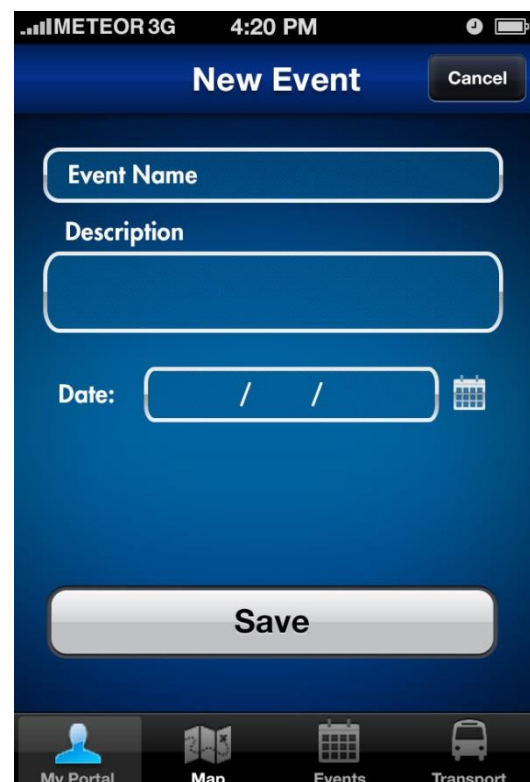 METEOR 3G 4:20 PM
New Event Cancel
Event Name
Description
Date: / /
Save
My Portal Map Events Transport